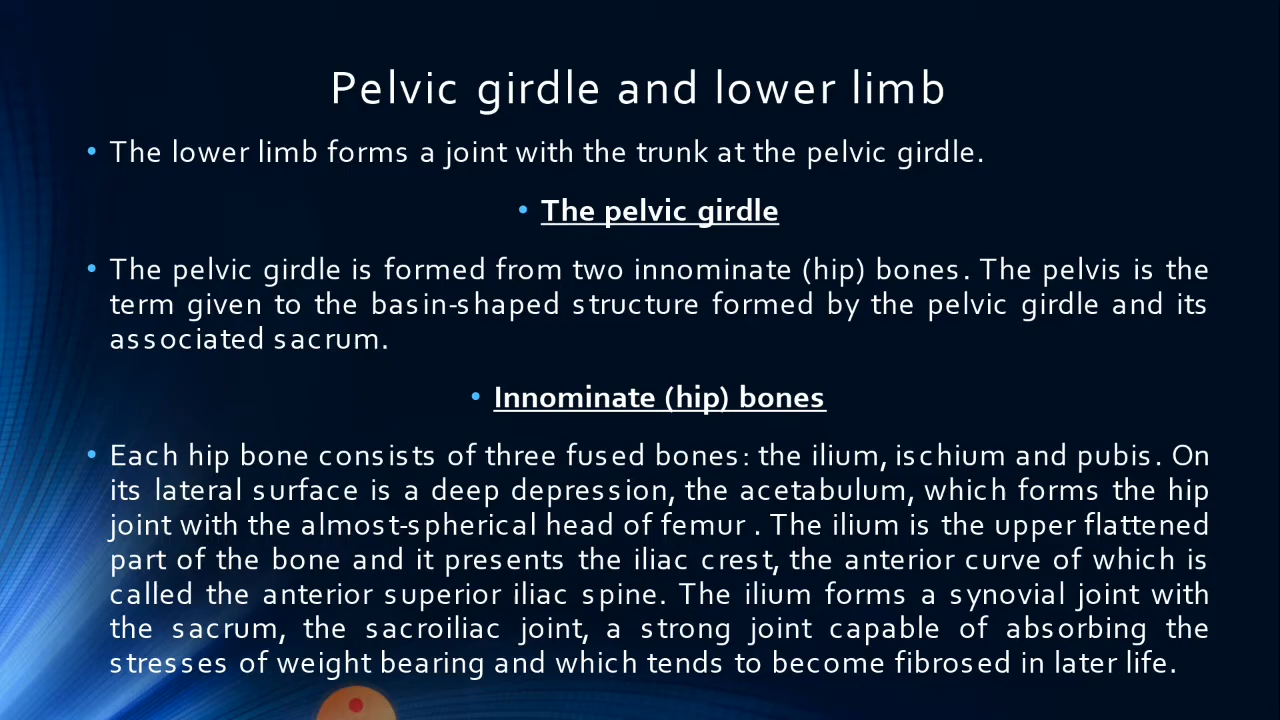 Pelvic girdle and lower limb
• The lower limb forms a joint with the trunk at the pelvic girdle.
• The pelvic girdle
• The pelvic girdle is formed from two innominate (hip) bones. The pelvis is the
term given to the basin-shaped structure formed by the pelvic girdle and its
associated sacrum.
• Innominate (hip) bones
• Each hip bone consists of three fused bones: the ilium, ischium and pubis. On
its lateral surface is a deep depression, the acetabulum, which forms the hip
joint with the almost-spherical head of femur . The ilium is the upper flattened
part of the bone and it presents the iliac crest, the anterior curve of which is
called the anterior superior iliac spine. The ilium forms a synovial joint with
the sacrum, the sacroiliac joint, a strong joint capable of absorbing the
stresses of weight bearing and which tends to become fibrosed in later life.